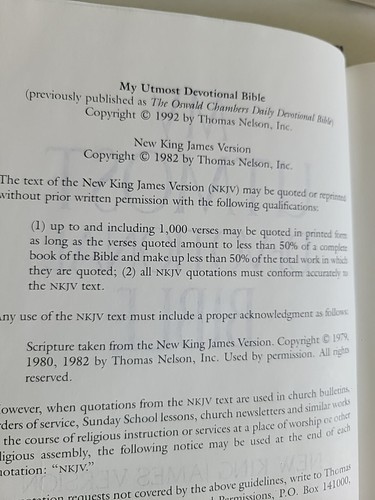 My Utmost Devotional Bible
(previously published as The Oswald Chambers Daily Devotional Bible)
Copyright © 1992 by Thomas Nelson, Inc.
New King James Version
Copyright © 1982 by Thomas Nelson, Inc.
The text of the New King James Version (NKJV) may be quoted or reprinted
without prior written permission with the following qualifications:
(1) up to and including 1,000 verses may be quoted in printed form
as long as the verses quoted amount to less than 50% of a complete
book of the Bible and make up less than 50% of the total work in which
they are quoted; (2) all NKJV quotations must conform accurately to
the NKJV text.
Any use of the NKJV text must include a proper acknowledgment as follows:
Scripture taken from the New King James Version. Copyright © 1979,
1980, 1982 by Thomas Nelson, Inc. Used by permission. All rights
reserved.
However, when quotations from the NKJV text are used in church bulletins,
orders of service, Sunday School lessons, church newsletters and similar works
the course of religious instruction or services at a place of worship or other
religious assembly, the following notice may be used at the end of each
quotation: "NKJV."
requests not covered by the above guidelines, write to Thomas
Permissions, P.O. Box 141000,